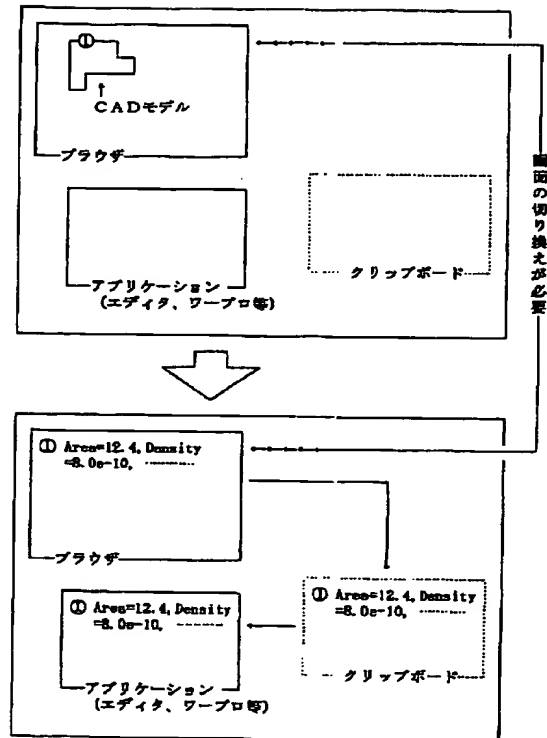 ①
CADモデル
ブラウザ
アプリケーション
(エディタ、ワープロ等)
クリップボード
画面の切り換えが必要
① Area=12.4, Density
=8.0e-10,
ブラウザ
① Area=12.4, Density
=8.0e-10,
アプリケーション
(エディタ、ワープロ等)
① Area=12.4, Density
=8.0e-10,
クリップボード